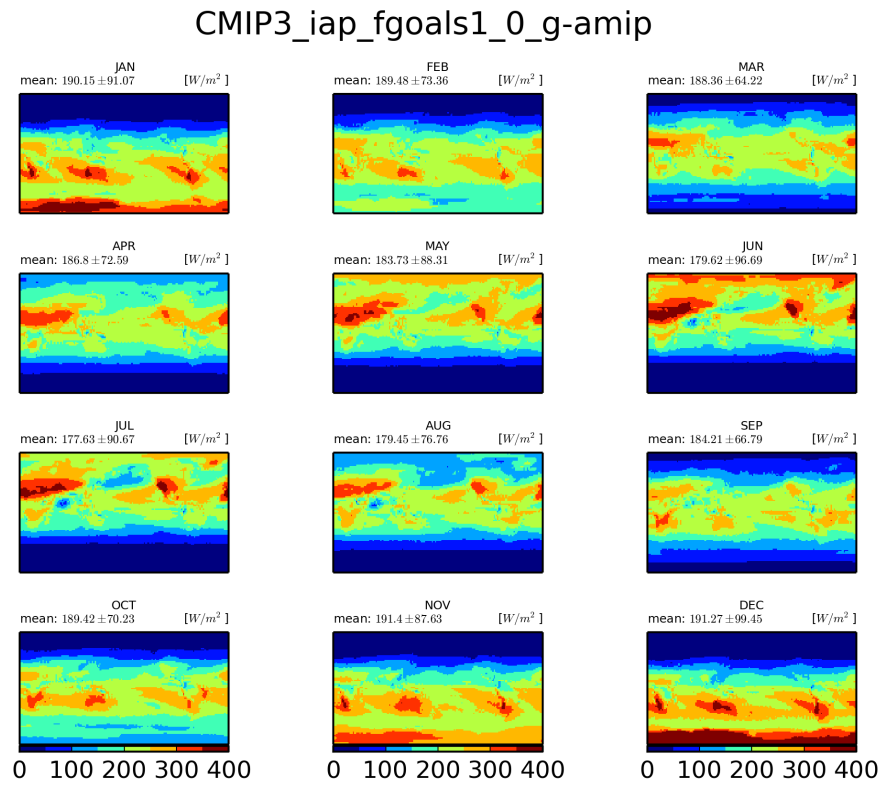 CMIP3_iap_fgoals1_0_g-amip
JAN
mean: 190.15 ±91.07 [W/m² ]
FEB
mean: 189.48 ±73.36 [W/m² ]
MAR
mean: 188.36 ±64.22 [W/m² ]
APR
mean: 186.8 ±72.59 [W/m² ]
MAY
mean: 183.73 ±88.31 [W/m² ]
JUN
mean: 179.62 ±96.69 [W/m² ]
JUL
mean: 177.63 ±90.67 [W/m² ]
AUG
mean: 179.45 ±76.76 [W/m² ]
SEP
mean: 184.21 ±66.79 [W/m² ]
OCT
mean: 189.42 ±70.23 [W/m² ]
NOV
mean: 191.4 ±87.63 [W/m² ]
DEC
mean: 191.27 ±99.45 [W/m² ]
0 100 200 300 400
0 100 200 300 400
0 100 200 300 400